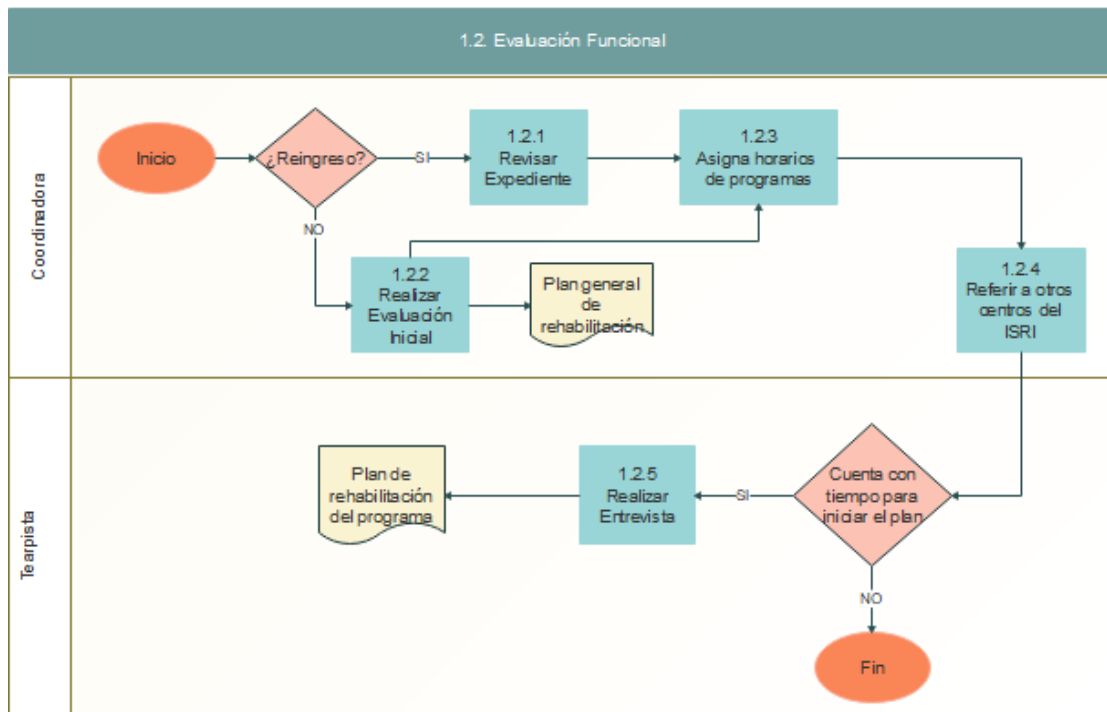 1.2. Evaluación Funcional
Coordinadora
Inicio
¿Reingreso?
SI
NO
1.2.1
Revisar
Expediente
1.2.3
Asigna horarios
de programas
1.2.2
Realizar
Evaluación
Inicial
Plan general
de
rehabilitación
1.2.4
Referir a otros
centros del
ISRI
Tearpista
Plan de
rehabilitación
del programa
1.2.5
Realizar
Entrevista
SI
Cuenta con
tiempo para
iniciar el plan
NO
Fin